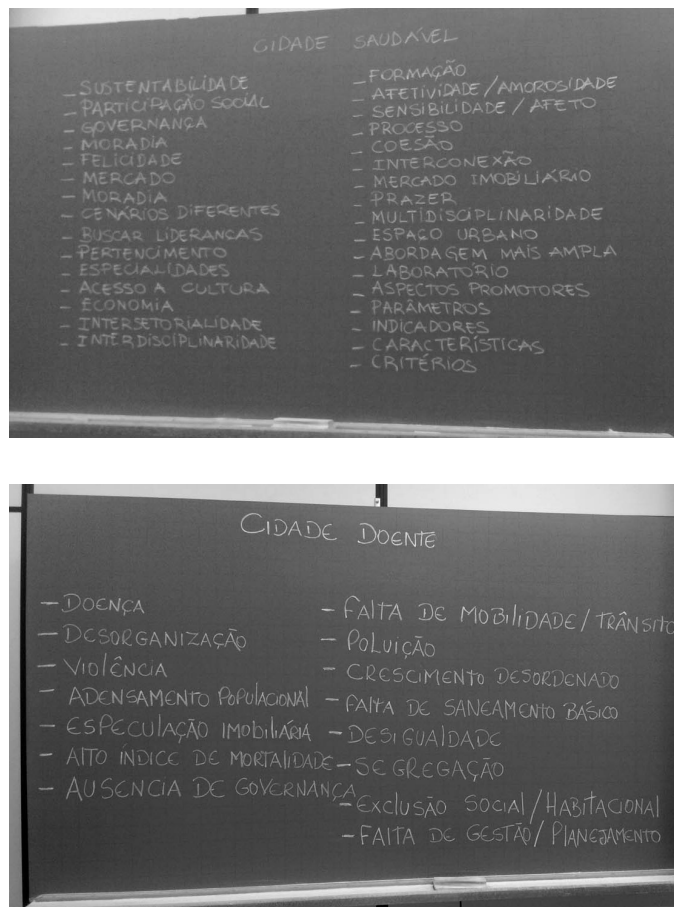 CIDADE SAUDÁVEL
- SUSTENTABILIDADE
- PARTICIPAÇÃO SOCIAL
- GOVERNANÇA
- MORADIA
- FELICIDADE
- MERCADO
- MORADIA
- CENÁRIOS DIFERENTES
- BUSCAR LIDERANCAS
- PERTENCIMENTO
- ESPECIALIDADES
- ACESSO A CULTURA
- ECONOMIA
- INTERSETORIALIDADE
- INTERDISCIPLINARIDADE
- FORMAÇÃO
- AFETIVIDADE / AMOROSIDADE
- SENSIBILIDADE / AFETO
- PROCESSO
- COESÃO
- INTERCONEXÃO
- MERCADO IMOBILIÁRIO
- PRAZER
- MULTIDISCIPLINARIDADE
- ESPAÇO URBANO
- ABORDAGEM MAIS AMPLA
- LABORATÓRIO
- ASPECTOS PROMOTORES
- PARÂMETROS
- INDICADORES
- CARACTERÍSTICAS
- CRITÉRIOS
CIDADE DOENTE
- DOENÇA
- DESORGANIZAÇÃO
- VIOLÊNCIA
- ADENSAMENTO POPULACIONAL
- ESPECULAÇÃO IMOBILIÁRIA
- ALTO ÍNDICE DE MORTALIDADE
- AUSENCIA DE GOVERNANÇA
- FALTA DE MOBILIDADE / TRÂNSITO
- POLUIÇÃO
- CRESCIMENTO DESORDENADO
- FALTA DE SANEAMENTO BÁSICO
- DESIGUALDADE
- SEGREGAÇÃO
- EXCLUSÃO SOCIAL / HABITACIONAL
- FALTA DE GESTÃO / PLANEJAMENTO